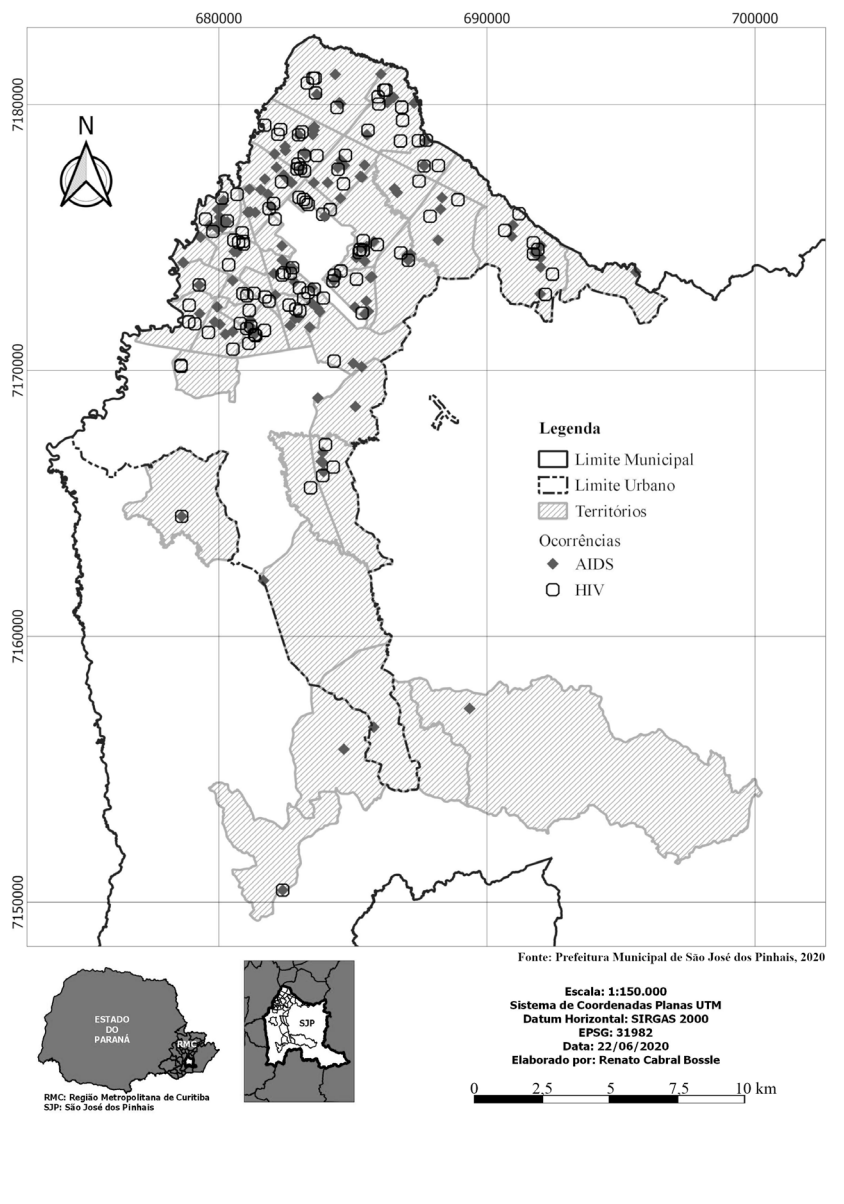 680000
690000
700000
7180000
7170000
7160000
7150000
N
Legenda
Limite Municipal
Limite Urbano
Territórios
Ocorrências
AIDS
HIV
Fonte: Prefeitura Municipal de São José dos Pinhais, 2020
ESTADO
DO
PARANÁ
RMC
SJP
RMC: Região Metropolitana de Curitiba
SJP: São José dos Pinhais
Escala: 1:150.000
Sistema de Coordenadas Planas UTM
Datum Horizontal: SIRGAS 2000
EPSG: 31982
Data: 22/06/2020
Elaborado por: Renato Cabral Bossle
0 2,5 5 7,5 10 km